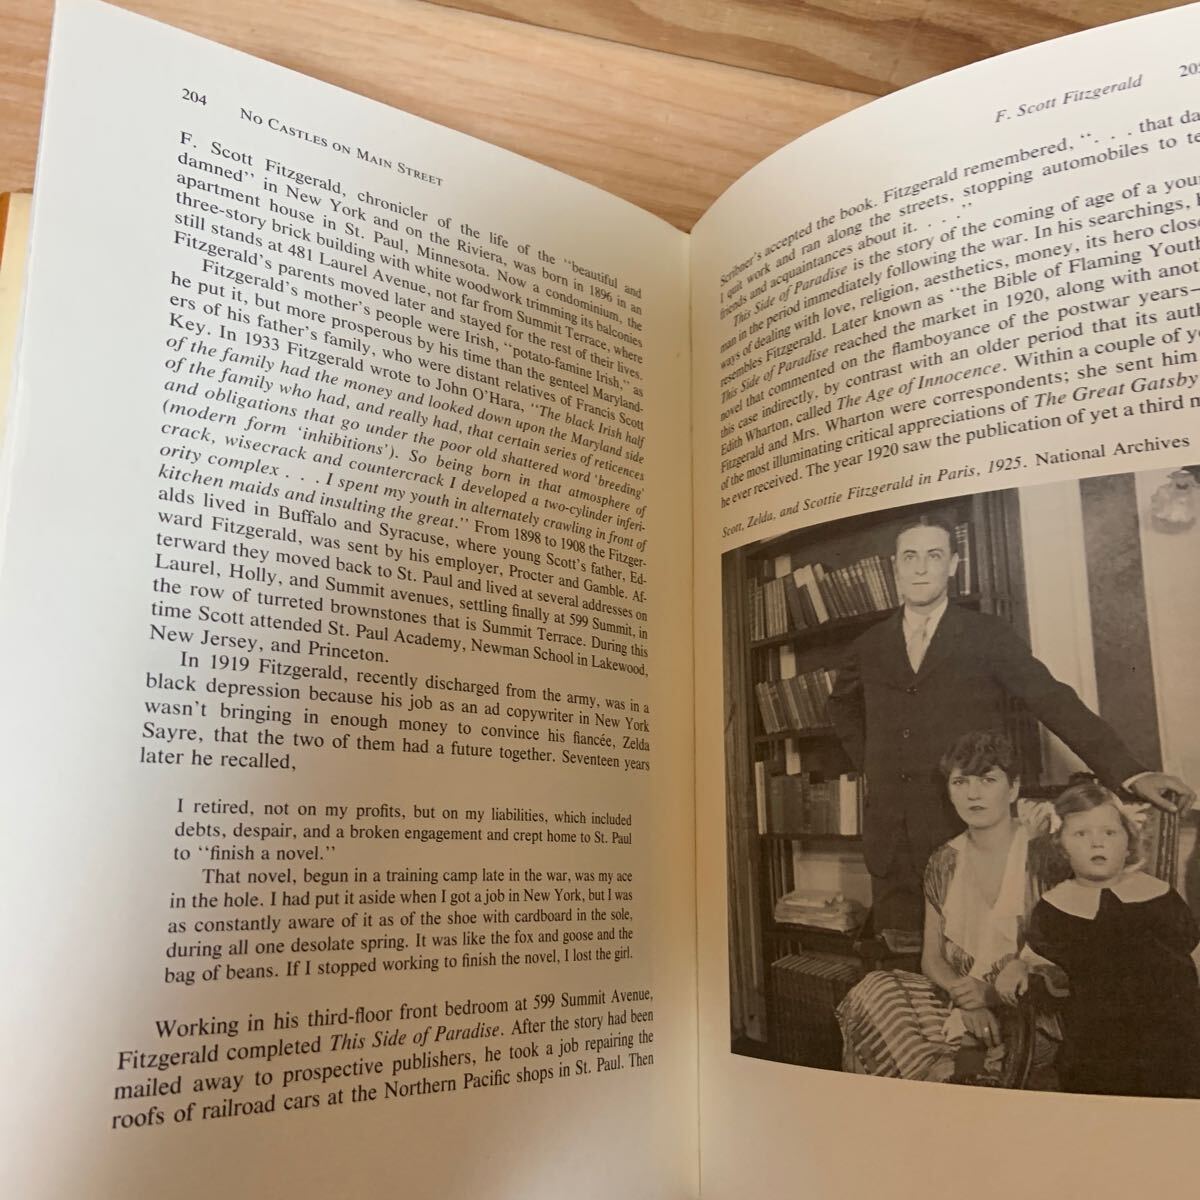 204
NO CASTLES ON MAIN STREET
F. Scott Fitzgerald, chronicler of the life of the "beautiful and
damned" in New York and on the Riviera, was born in 1896 in an
apartment house in St. Paul, Minnesota. Now a condominium, the
three-story brick building with white woodwork trimming its balconies
still stands at 481 Laurel Avenue, not far from Summit Terrace, where
Fitzgerald's parents moved later and stayed for the rest of their lives.
Fitzgerald's mother's people were Irish, "potato-famine Irish," as
he put it, but more prosperous by his time than the genteel Maryland-
ers of his father's family, who were distant relatives of Francis Scott
Key. In 1933 Fitzgerald wrote to John O'Hara, "The black Irish half
of the family had the money and looked down upon the Maryland side
of the family who had, and really had, that certain series of reticences
and obligations that go under the poor old shattered word 'breeding'
(modern form 'inhibitions'). So being born in that atmosphere of
crack, wisecrack and countercrack I developed a two-cylinder inferi-
ority complex . . . I spent my youth in alternately crawling in front of
kitchen maids and insulting the great." From 1898 to 1908 the Fitzger-
alds lived in Buffalo and Syracuse, where young Scott's father, Ed-
ward Fitzgerald, was sent by his employer, Procter and Gamble. Af-
terward they moved back to St. Paul and lived at several addresses on
Laurel, Holly, and Summit avenues, settling finally at 599 Summit, in
the row of turreted brownstones that is Summit Terrace. During this
time Scott attended St. Paul Academy, Newman School in Lakewood,
New Jersey, and Princeton.
In 1919 Fitzgerald, recently discharged from the army, was in a
black depression because his job as an ad copywriter in New York
wasn't bringing in enough money to convince his fiancée, Zelda
Sayre, that the two of them had a future together. Seventeen years
later he recalled,
I retired, not on my profits, but on my liabilities, which included
debts, despair, and a broken engagement and crept home to St. Paul
to "finish a novel."
That novel, begun in a training camp late in the war, was my ace
in the hole. I had put it aside when I got a job in New York, but I was
as constantly aware of it as of the shoe with cardboard in the sole,
during all one desolate spring. It was like the fox and goose and the
bag of beans. If I stopped working to finish the novel, I lost the girl.
Working in his third-floor front bedroom at 599 Summit Avenue,
Fitzgerald completed This Side of Paradise. After the story had been
mailed away to prospective publishers, he took a job repairing the
roofs of railroad cars at the Northern Pacific shops in St. Paul. Then
F. Scott Fitzgerald
Scribner's accepted the book. Fitzgerald remembered, ". . . that
I quit work and ran along the streets, stopping automobiles to
friends and acquaintances about it. . . ."
This Side of Paradise is the story of the coming of age of a
man in the period immediately following the war. In his searchings,
ways of dealing with love, religion, aesthetics, money, its hero
resembles Fitzgerald. Later known as "the Bible of Flaming
This Side of Paradise reached the market in 1920, along with
novel that commented on the flamboyance of the postwar years—
this case indirectly, by contrast with an older period that its
Edith Wharton, called The Age of Innocence. Within a couple of
Fitzgerald and Mrs. Wharton were correspondents; she sent him
of the most illuminating critical appreciations of The Great Gatsby
he ever received. The year 1920 saw the publication of yet a third
Scott, Zelda, and Scottie Fitzgerald in Paris, 1925. National Archives